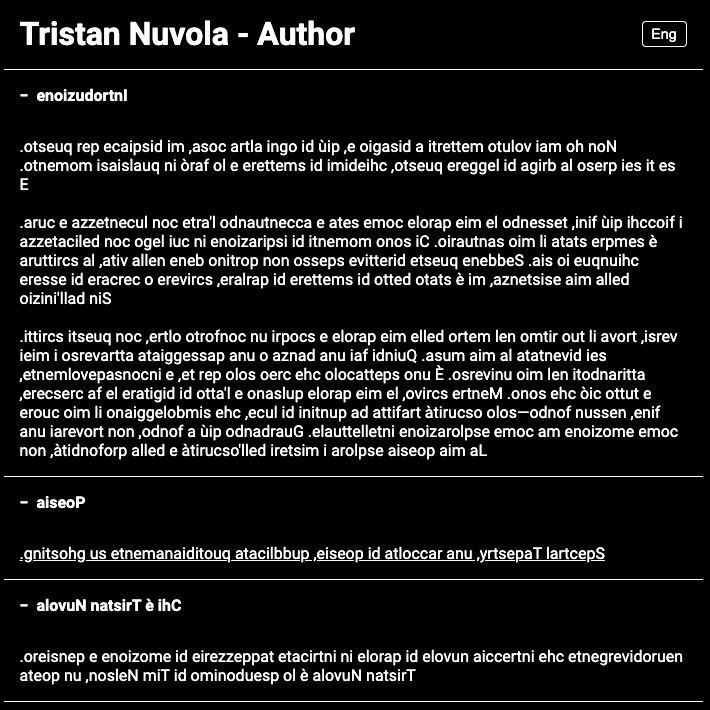 Tristan Nuvola - Author
Eng
− enoizudortnI
.otseuq rep ecaipsid im ,asoc artla ingo id ùip ,e oigasid a itrettem otulov iam oh noN
.otnemom isaislauq ni òraf ol e erettems id imideihc ,otseuq ereggel id agirb al oserp ies it es
E
.aruc e azzetnecul noc etra'l odnautnecca e ates emoc elorap eim el odnesset ,inif ùip ihccoif i
azzetaciled noc ogel iuc ni enoizaripsi id itnemom onos iC .oirautnas oim li atats erpmes è
aruttircs al ,ativ allen eneb onitrop non osseps evitterid etseuq enebbeS .ais oi euqnuihc
eresse id eracrec o erevircs ,eralrap id erettems id otted otats è im ,aznetsise aim alled
oizini'llad niS
.ittircs itseuq noc ,ertlo otrofnoc nu irpocs e elorap eim elled ortem len omtir out li avort ,isrev
ieim i osrevartta ataiggessap anu o aznad anu iaf idniuQ .asum aim al atatnevid ies
,etnemlovepasnocni e ,et rep olos oerc ehc olocatteps onu È .osrevinu oim len itodnaritta
,erecserc af el eratigid id otta'l e onaslup elorap eim el ,ovircs ertneM .onos ehc òic ottut e
erouc oim li onaiggelobmis ehc ,ecul id initnup ad attifart àtirucso olos—odnof nussen ,enif
anu iarevort non ,odnof a ùip odnadrauG .elauttelletni enoizarolpse emoc am enoizome emoc
non ,àtidnoforp alled e àtirucso'lled iretsim i arolpse aiseop aim aL
− aiseoP
.gnitsohg us etnemanaiditouq atacilbbup ,eiseop id atloccar anu ,yrtsepaT lartcepS
− alovuN natsirT è ihC
.oreisnep e enoizome id eirezzeppat etacirtni ni elorap id elovun aiccertni ehc etnegrevidoruen
ateop nu ,nosleN miT id ominoduesp ol è alovuN natsirT